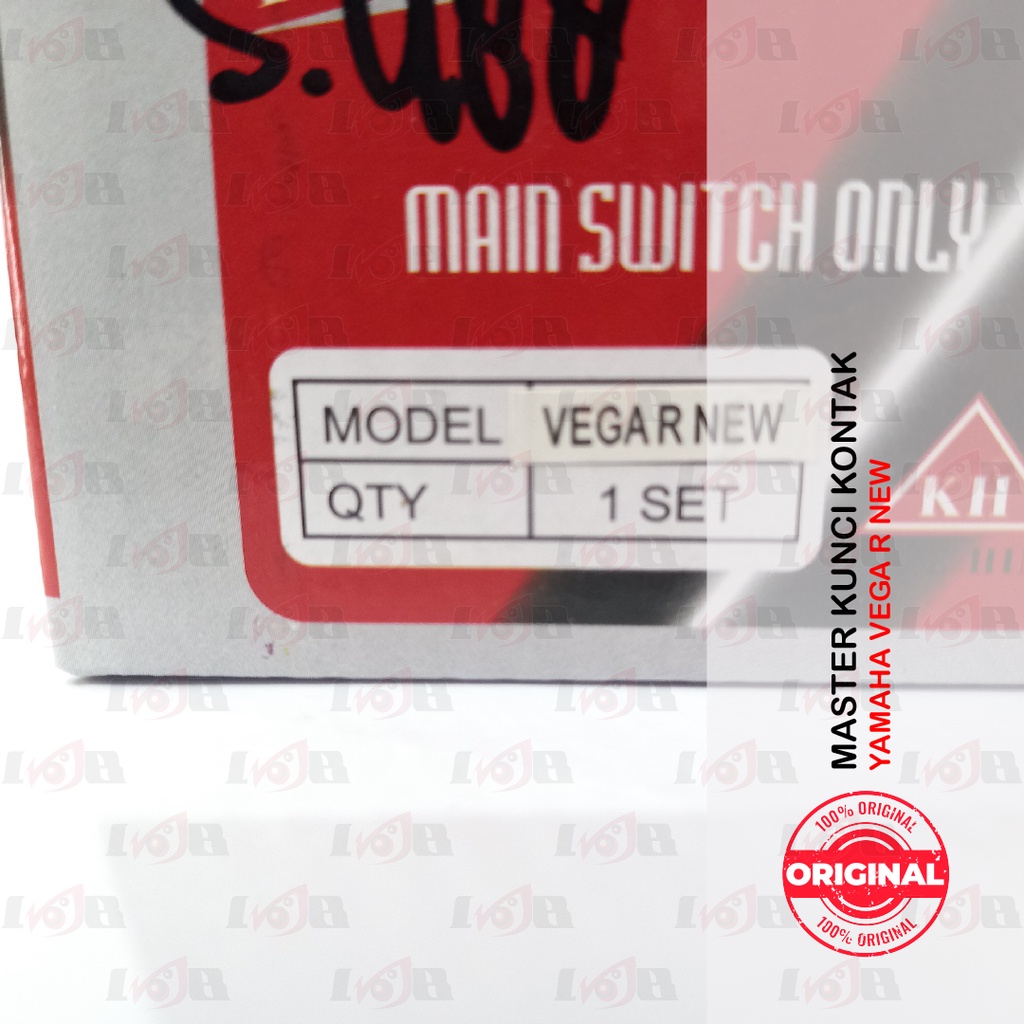 MAIN SWITCH ONLY
MODEL VEGA R NEW
QTY 1 SET
KH
MASTER KUNCI KONTAK
YAMAHA VEGA R NEW
100% ORIGINAL
ORIGINAL
100% ORIGINAL